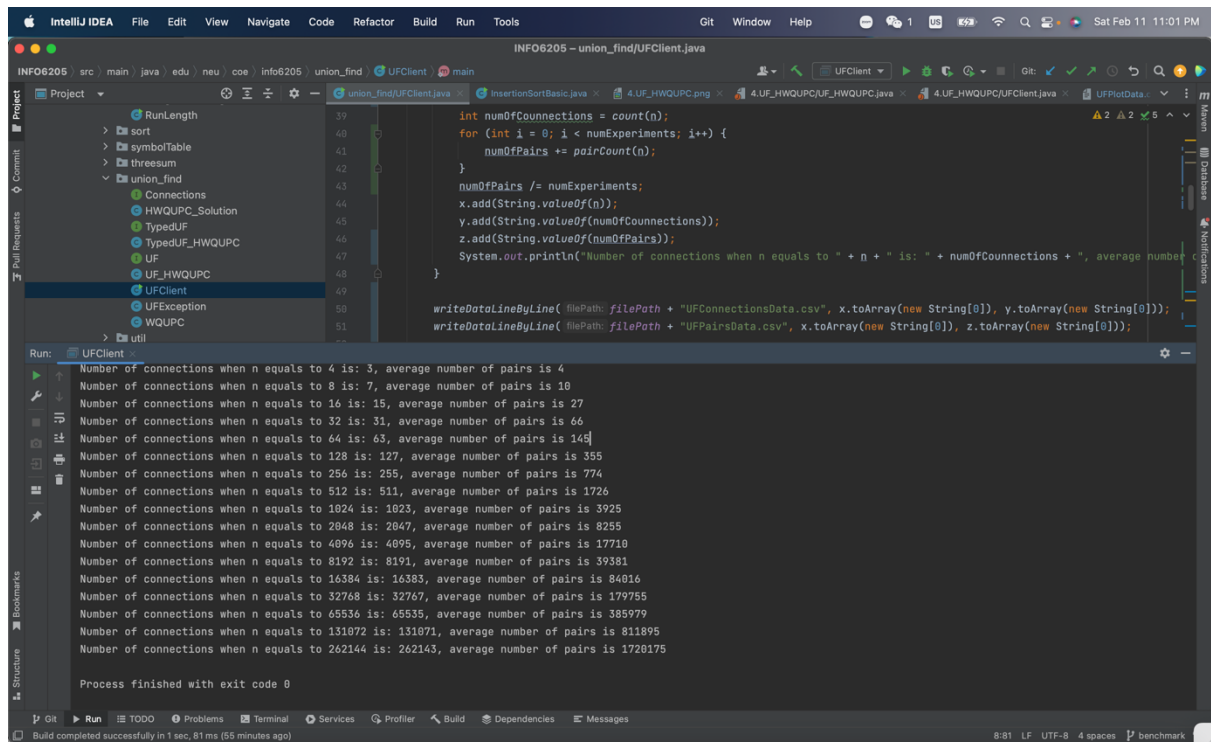 IntelliJ IDEA File Edit View Navigate Code Refactor Build Run Tools Git Window Help 1 US Sat Feb 11 11:01 PM
INFO6205 – union_find/UFClient.java
INFO6205 src main java edu neu coe info6205 union_find UFClient main UFClient Git:
Project union_find/UFClient.java InsertionSortBasic.java 4.UF_HWQUPC.png 4.UF_HWQUPC/UF_HWQUPC.java 4.UF_HWQUPC/UFClient.java UFPlotData.c
RunLength
sort
symbolTable
threesum
union_find
Connections
HWQUPC_Solution
TypedUF
TypedUF_HWQUPC
UF
UF_HWQUPC
UFClient
UFException
WQUPC
util
39 int numOfCounnections = count(n);
40 for (int i = 0; i < numExperiments; i++) {
41 numOfPairs += pairCount(n);
42 }
43 numOfPairs /= numExperiments;
44 x.add(String.valueOf(n));
45 y.add(String.valueOf(numOfCounnections));
46 z.add(String.valueOf(numOfPairs));
47 System.out.println("Number of connections when n equals to " + n + " is: " + numOfCounnections + ", average number
48 }
49
50 writeDataLineByLine( filePath: filePath + "UFConnectionsData.csv", x.toArray(new String[0]), y.toArray(new String[0]));
51 writeDataLineByLine( filePath: filePath + "UFPairsData.csv", x.toArray(new String[0]), z.toArray(new String[0]));
2 2 5
Project
Commit
Pull Requests
Bookmarks
Structure
Maven
Database
Notifications
Run: UFClient
Number of connections when n equals to 4 is: 3, average number of pairs is 4
Number of connections when n equals to 8 is: 7, average number of pairs is 10
Number of connections when n equals to 16 is: 15, average number of pairs is 27
Number of connections when n equals to 32 is: 31, average number of pairs is 66
Number of connections when n equals to 64 is: 63, average number of pairs is 145
Number of connections when n equals to 128 is: 127, average number of pairs is 355
Number of connections when n equals to 256 is: 255, average number of pairs is 774
Number of connections when n equals to 512 is: 511, average number of pairs is 1726
Number of connections when n equals to 1024 is: 1023, average number of pairs is 3925
Number of connections when n equals to 2048 is: 2047, average number of pairs is 8255
Number of connections when n equals to 4096 is: 4095, average number of pairs is 17710
Number of connections when n equals to 8192 is: 8191, average number of pairs is 39381
Number of connections when n equals to 16384 is: 16383, average number of pairs is 84016
Number of connections when n equals to 32768 is: 32767, average number of pairs is 179755
Number of connections when n equals to 65536 is: 65535, average number of pairs is 385979
Number of connections when n equals to 131072 is: 131071, average number of pairs is 811895
Number of connections when n equals to 262144 is: 262143, average number of pairs is 1720175
Process finished with exit code 0
Git Run TODO Problems Terminal Services Profiler Build Dependencies Messages
Build completed successfully in 1 sec, 81 ms (55 minutes ago) 8:81 LF UTF-8 4 spaces benchmark